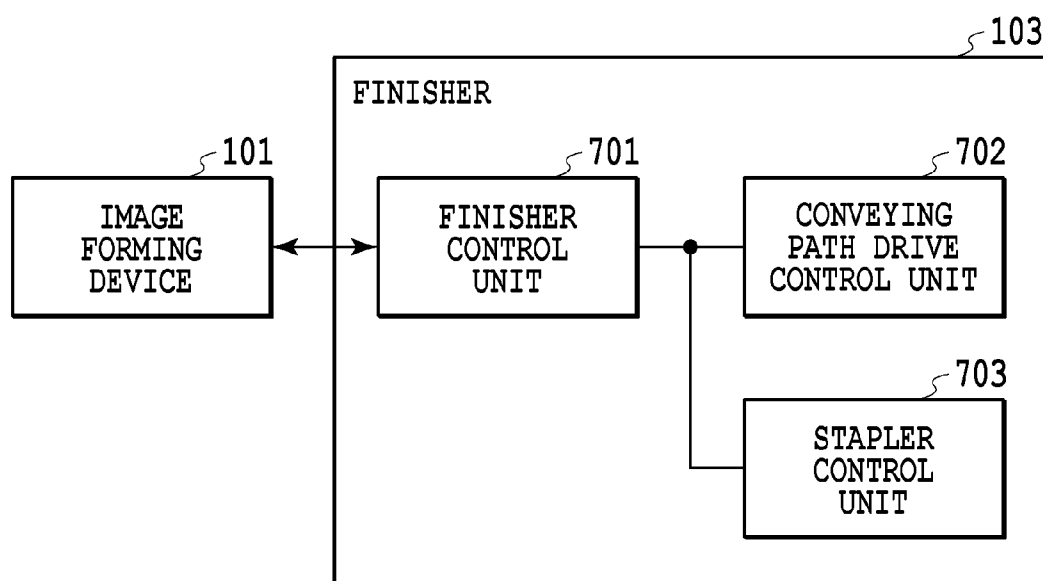 103
FINISHER
101
IMAGE
FORMING
DEVICE
701
FINISHER
CONTROL
UNIT
702
CONVEYING
PATH DRIVE
CONTROL UNIT
703
STAPLER
CONTROL
UNIT